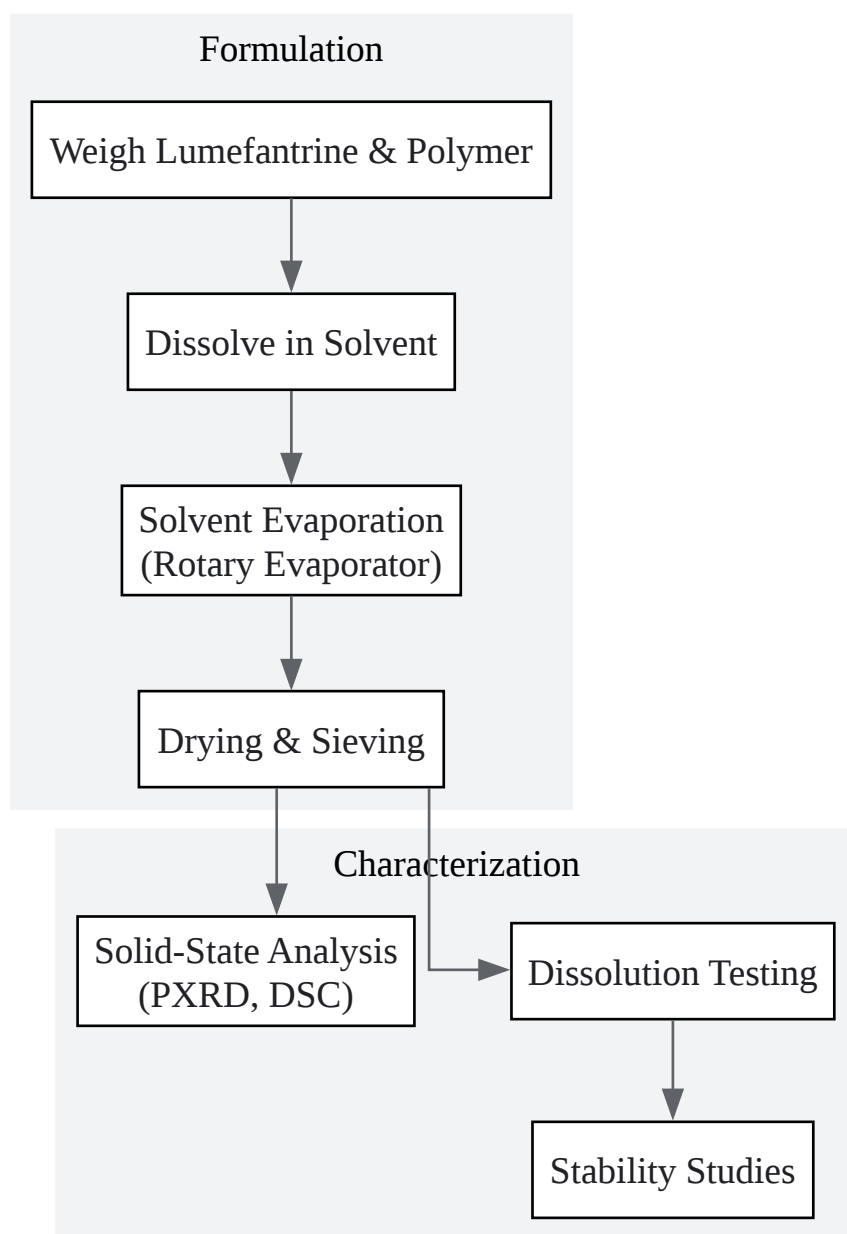 Formulation
Weigh Lumefantrine & Polymer
Dissolve in Solvent
Solvent Evaporation
(Rotary Evaporator)
Drying & Sieving
Characterization
Solid-State Analysis
(PXRD, DSC)
Dissolution Testing
Stability Studies